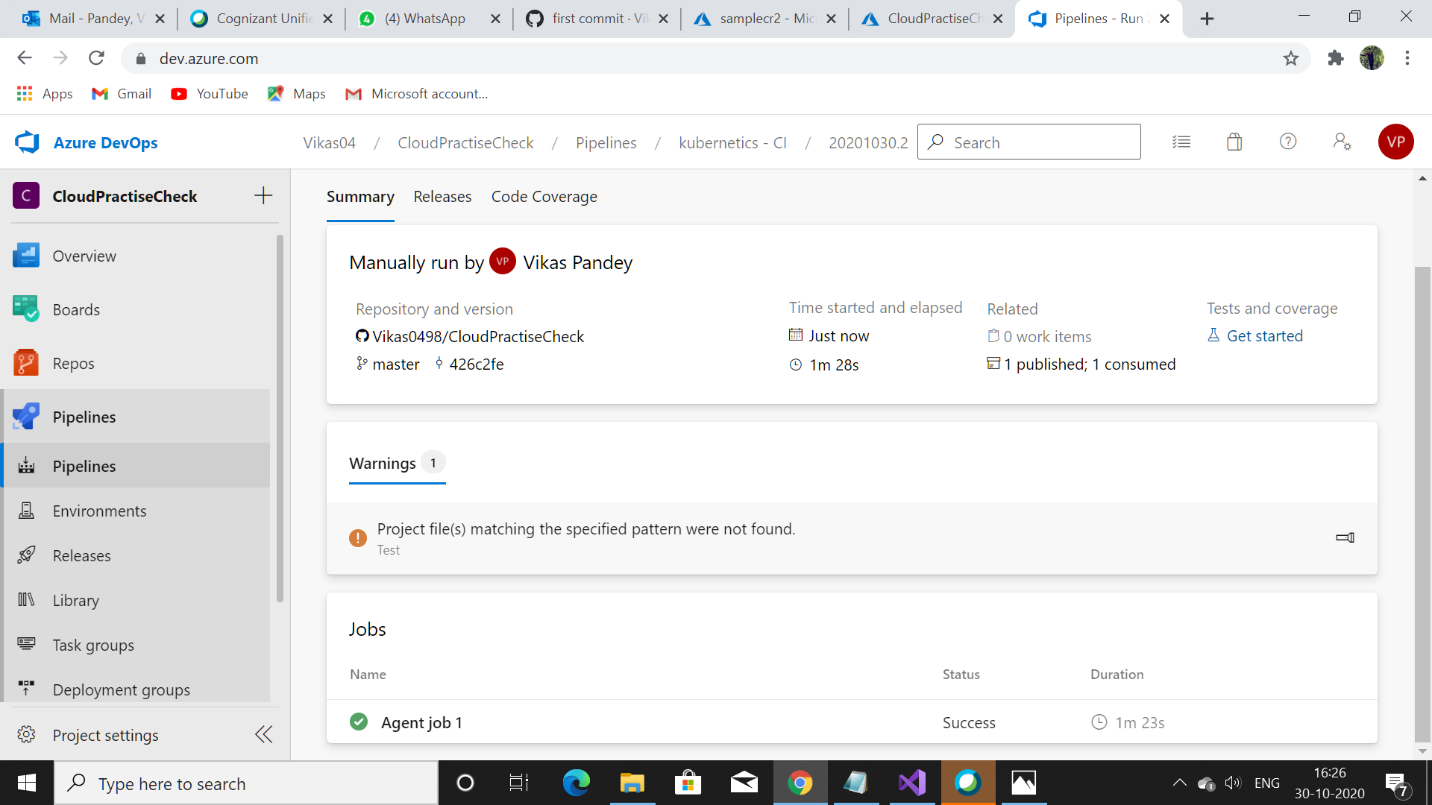 Mail - Pandey, V
Cognizant Unifie
(4) WhatsApp
first commit · Vik
samplecr2 - Mic
CloudPractiseCh
Pipelines - Run 2
dev.azure.com
Apps Gmail YouTube Maps Microsoft account...
Azure DevOps
Vikas04 / CloudPractiseCheck / Pipelines / kubernetics - CI / 20201030.2
Search
VP
C CloudPractiseCheck
Overview
Boards
Repos
Pipelines
Pipelines
Environments
Releases
Library
Task groups
Deployment groups
Project settings
Summary Releases Code Coverage
Manually run by VP Vikas Pandey
Repository and version
Vikas0498/CloudPractiseCheck
master 426c2fe
Time started and elapsed
Just now
1m 28s
Related
0 work items
1 published; 1 consumed
Tests and coverage
Get started
Warnings 1
Project file(s) matching the specified pattern were not found.
Test
Jobs
Name Status Duration
Agent job 1 Success 1m 23s
Type here to search
ENG
16:26
30-10-2020
7